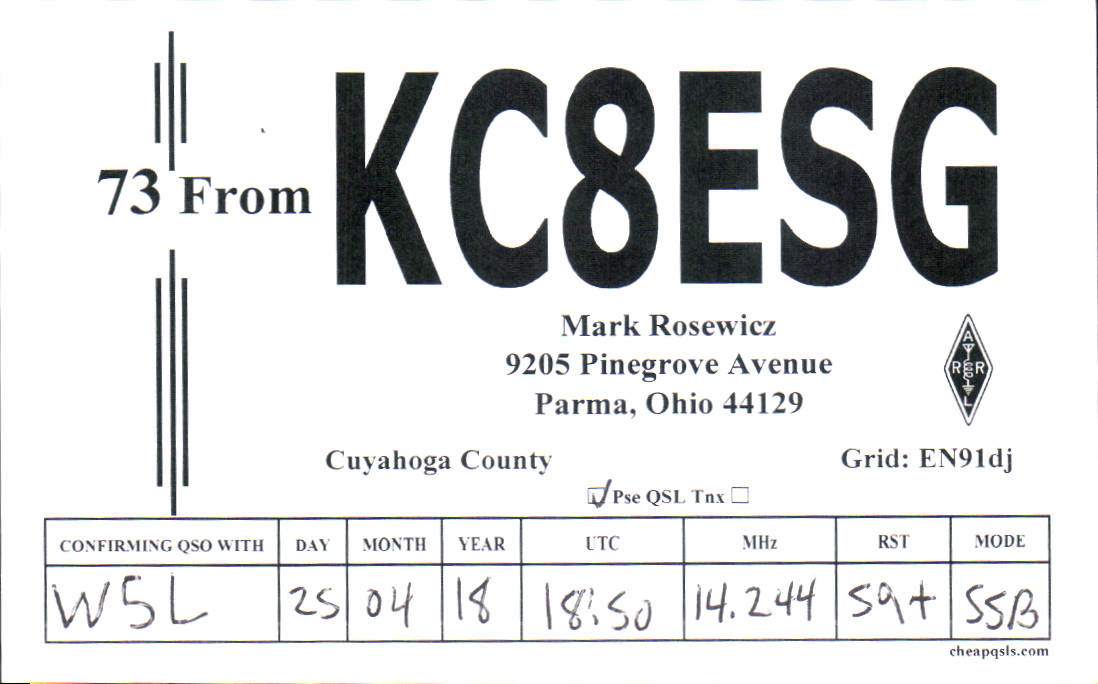 73 From KC8ESG
Mark Rosewicz
9205 Pinegrove Avenue
Parma, Ohio 44129
A
R R
L
Cuyahoga County Grid: EN91dj
☑ Pse QSL Tnx ☐
CONFIRMING QSO WITH DAY MONTH YEAR UTC MHz RST MODE
W5L 25 04 18 18:50 14.244 59+ SSB
cheapqsls.com